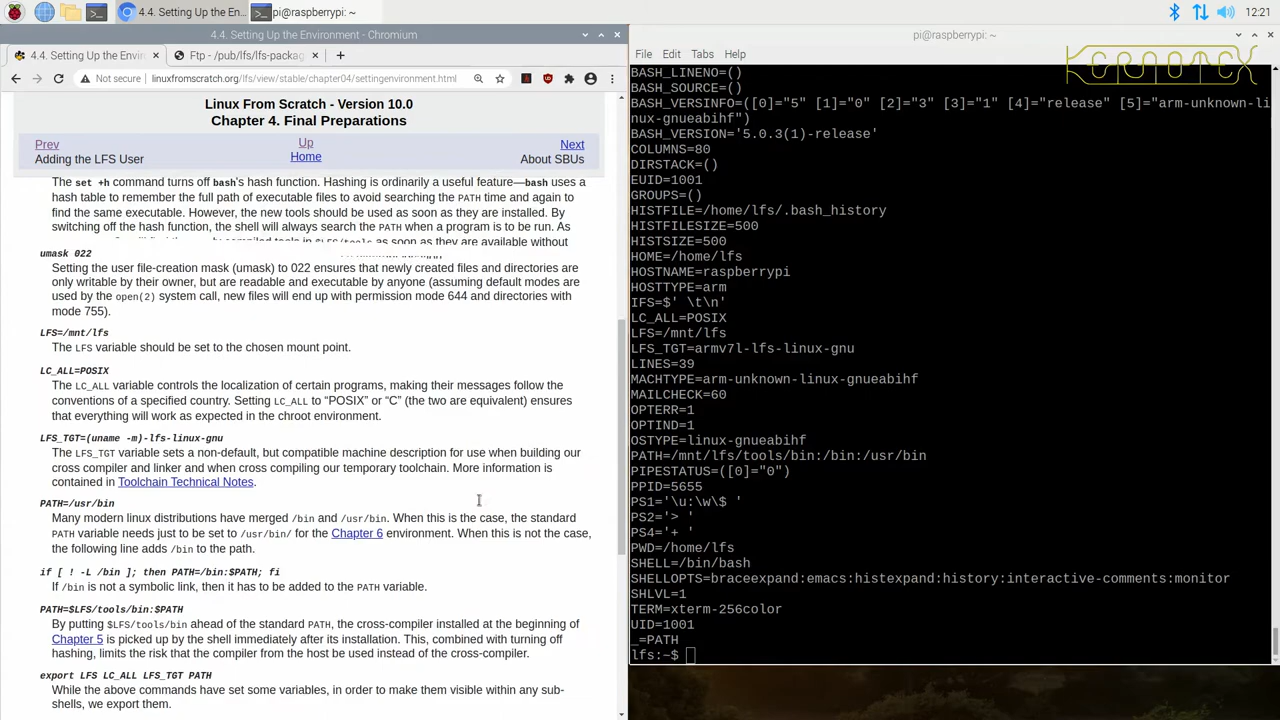 4.4. Setting Up the En...
pi@raspberrypi: ~
12:21
4.4. Setting Up the Environment - Chromium
4.4. Setting Up the Environ
Ftp - /pub/lfs/lfs-packag
Not secure
linuxfromscratch.org/lfs/view/stable/chapter04/settingenvironment.html
Linux From Scratch - Version 10.0
Chapter 4. Final Preparations
Prev
Up
Next
Adding the LFS User
Home
About SBUs
The set +h command turns off bash's hash function. Hashing is ordinarily a useful feature—bash uses a
hash table to remember the full path of executable files to avoid searching the PATH time and again to
find the same executable. However, the new tools should be used as soon as they are installed. By
switching off the hash function, the shell will always search the PATH when a program is to be run. As
$LFS/tools as soon as they are available without
umask 022
Setting the user file-creation mask (umask) to 022 ensures that newly created files and directories are
only writable by their owner, but are readable and executable by anyone (assuming default modes are
used by the open(2) system call, new files will end up with permission mode 644 and directories with
mode 755).
LFS=/mnt/lfs
The LFS variable should be set to the chosen mount point.
LC_ALL=POSIX
The LC_ALL variable controls the localization of certain programs, making their messages follow the
conventions of a specified country. Setting LC_ALL to “POSIX” or “C” (the two are equivalent) ensures
that everything will work as expected in the chroot environment.
LFS_TGT=(uname -m)-lfs-linux-gnu
The LFS_TGT variable sets a non-default, but compatible machine description for use when building our
cross compiler and linker and when cross compiling our temporary toolchain. More information is
contained in Toolchain Technical Notes.
PATH=/usr/bin
Many modern linux distributions have merged /bin and /usr/bin. When this is the case, the standard
PATH variable needs just to be set to /usr/bin/ for the Chapter 6 environment. When this is not the case,
the following line adds /bin to the path.
if [ ! -L /bin ]; then PATH=/bin:$PATH; fi
If /bin is not a symbolic link, then it has to be added to the PATH variable.
PATH=$LFS/tools/bin:$PATH
By putting $LFS/tools/bin ahead of the standard PATH, the cross-compiler installed at the beginning of
Chapter 5 is picked up by the shell immediately after its installation. This, combined with turning off
hashing, limits the risk that the compiler from the host be used instead of the cross-compiler.
export LFS LC_ALL LFS_TGT PATH
While the above commands have set some variables, in order to make them visible within any sub-
shells, we export them.
pi@raspberrypi: ~
File Edit Tabs Help
KERNOTEX
BASH_LINENO=()
BASH_SOURCE=()
BASH_VERSINFO=([0]="5" [1]="0" [2]="3" [3]="1" [4]="release" [5]="arm-unknown-li
nux-gnueabihf")
BASH_VERSION='5.0.3(1)-release'
COLUMNS=80
DIRSTACK=()
EUID=1001
GROUPS=()
HISTFILE=/home/lfs/.bash_history
HISTFILESIZE=500
HISTSIZE=500
HOME=/home/lfs
HOSTNAME=raspberrypi
HOSTTYPE=arm
IFS=$' \t\n'
LC_ALL=POSIX
LFS=/mnt/lfs
LFS_TGT=armv7l-lfs-linux-gnu
LINES=39
MACHTYPE=arm-unknown-linux-gnueabihf
MAILCHECK=60
OPTERR=1
OPTIND=1
OSTYPE=linux-gnueabihf
PATH=/mnt/lfs/tools/bin:/bin:/usr/bin
PIPESTATUS=([0]="0")
PPID=5655
PS1='\u:\w\$ '
PS2='> '
PS4='+ '
PWD=/home/lfs
SHELL=/bin/bash
SHELLOPTS=braceexpand:emacs:histexpand:history:interactive-comments:monitor
SHLVL=1
TERM=xterm-256color
UID=1001
_=PATH
lfs:~$